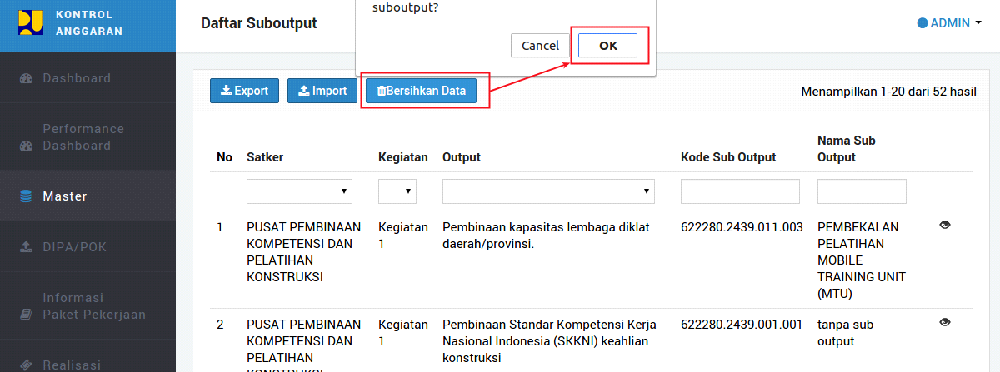 KONTROL
ANGGARAN
Dashboard
Performance
Dashboard
Master
DIPA/POK
Informasi
Paket Pekerjaan
Realisasi
Daftar Suboutput
ADMIN
suboutput?
Cancel
OK
Export
Import
Bersihkan Data
Menampilkan 1-20 dari 52 hasil
No Satker Kegiatan Output Kode Sub Output Nama Sub
Output
1 PUSAT PEMBINAAN Kegiatan Pembinaan kapasitas lembaga diklat 622280.2439.011.003 PEMBEKALAN
KOMPETENSI DAN 1 daerah/provinsi. PELATIHAN
PELATIHAN MOBILE
KONSTRUKSI TRAINING UNIT
(MTU)
2 PUSAT PEMBINAAN Kegiatan Pembinaan Standar Kompetensi Kerja 622280.2439.001.001 tanpa sub
KOMPETENSI DAN 1 Nasional Indonesia (SKKNI) keahlian output
PELATIHAN konstruksi
KONSTRUKSI